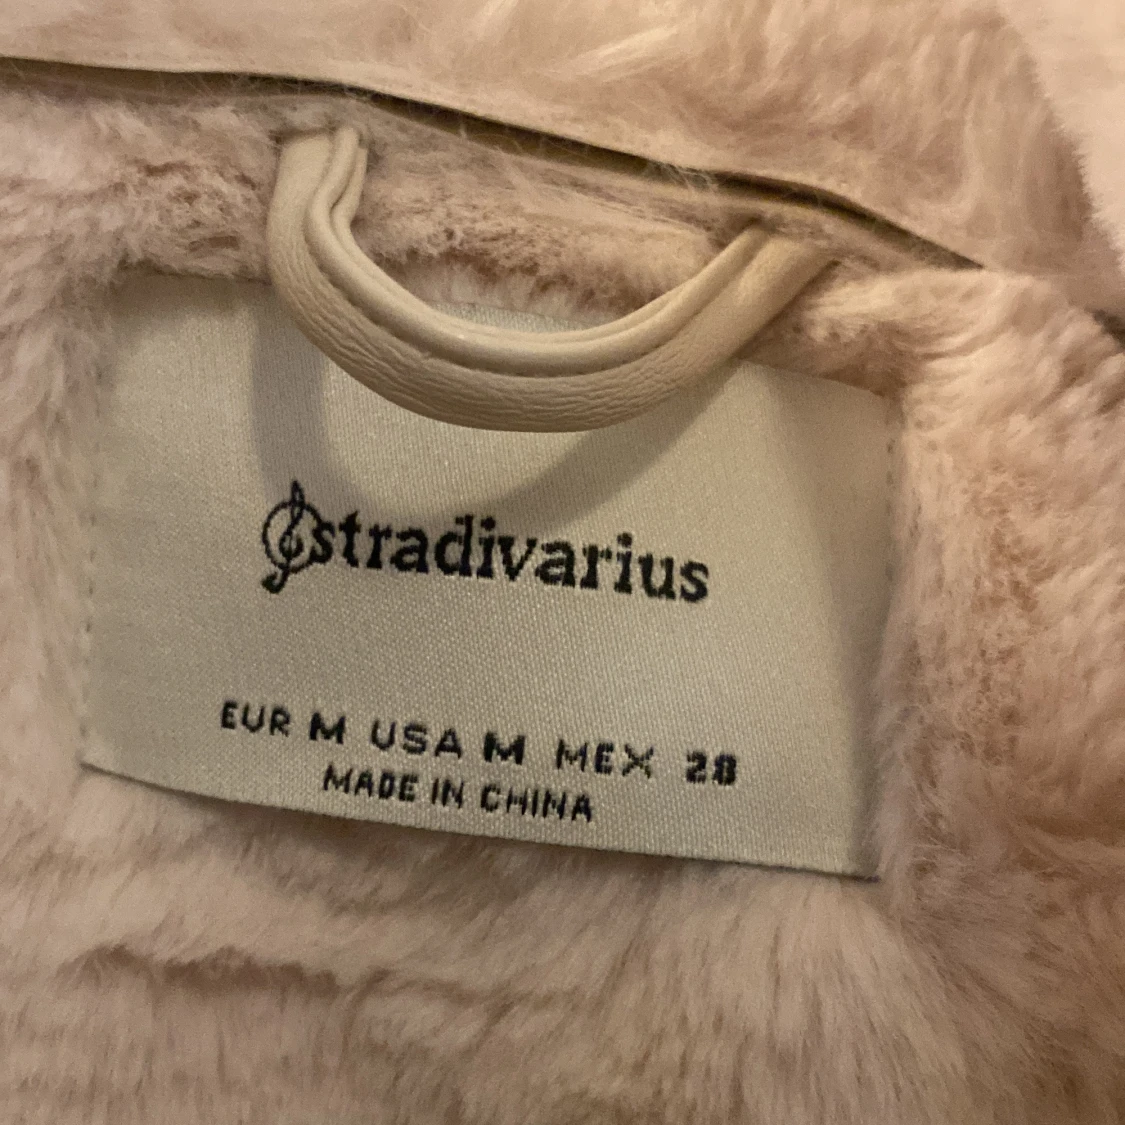 stradivarius
EUR M USA M MEX 28
MADE IN CHINA